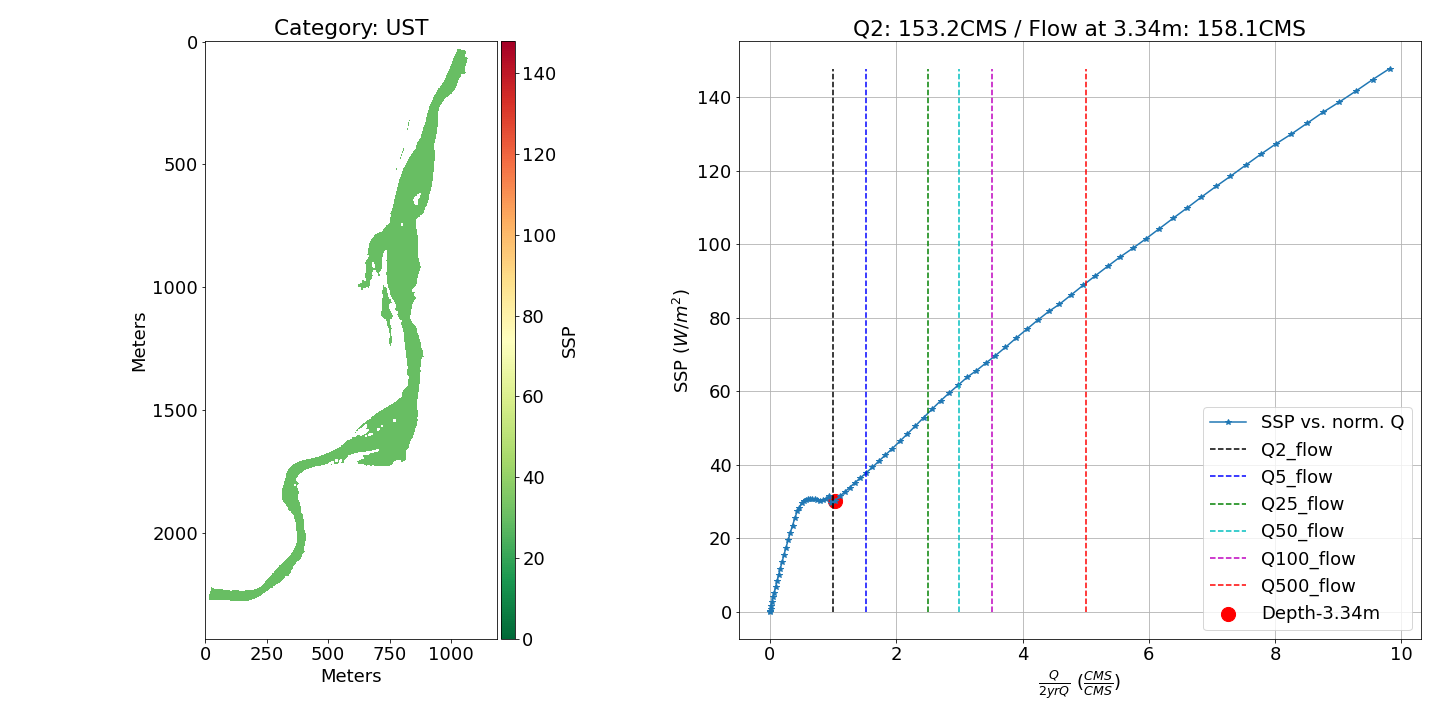 Category: UST
0
500
1000
1500
2000
Meters
0
250
500
750
1000
Meters
140
120
100
80
60
40
20
0
SSP
Q2: 153.2CMS / Flow at 3.34m: 158.1CMS
140
120
100
80
60
40
20
0
SSP (W/m²)
0
2
4
6
8
10
Q/2yrQ (CMS/CMS)
SSP vs. norm. Q
Q2_flow
Q5_flow
Q25_flow
Q50_flow
Q100_flow
Q500_flow
Depth-3.34m